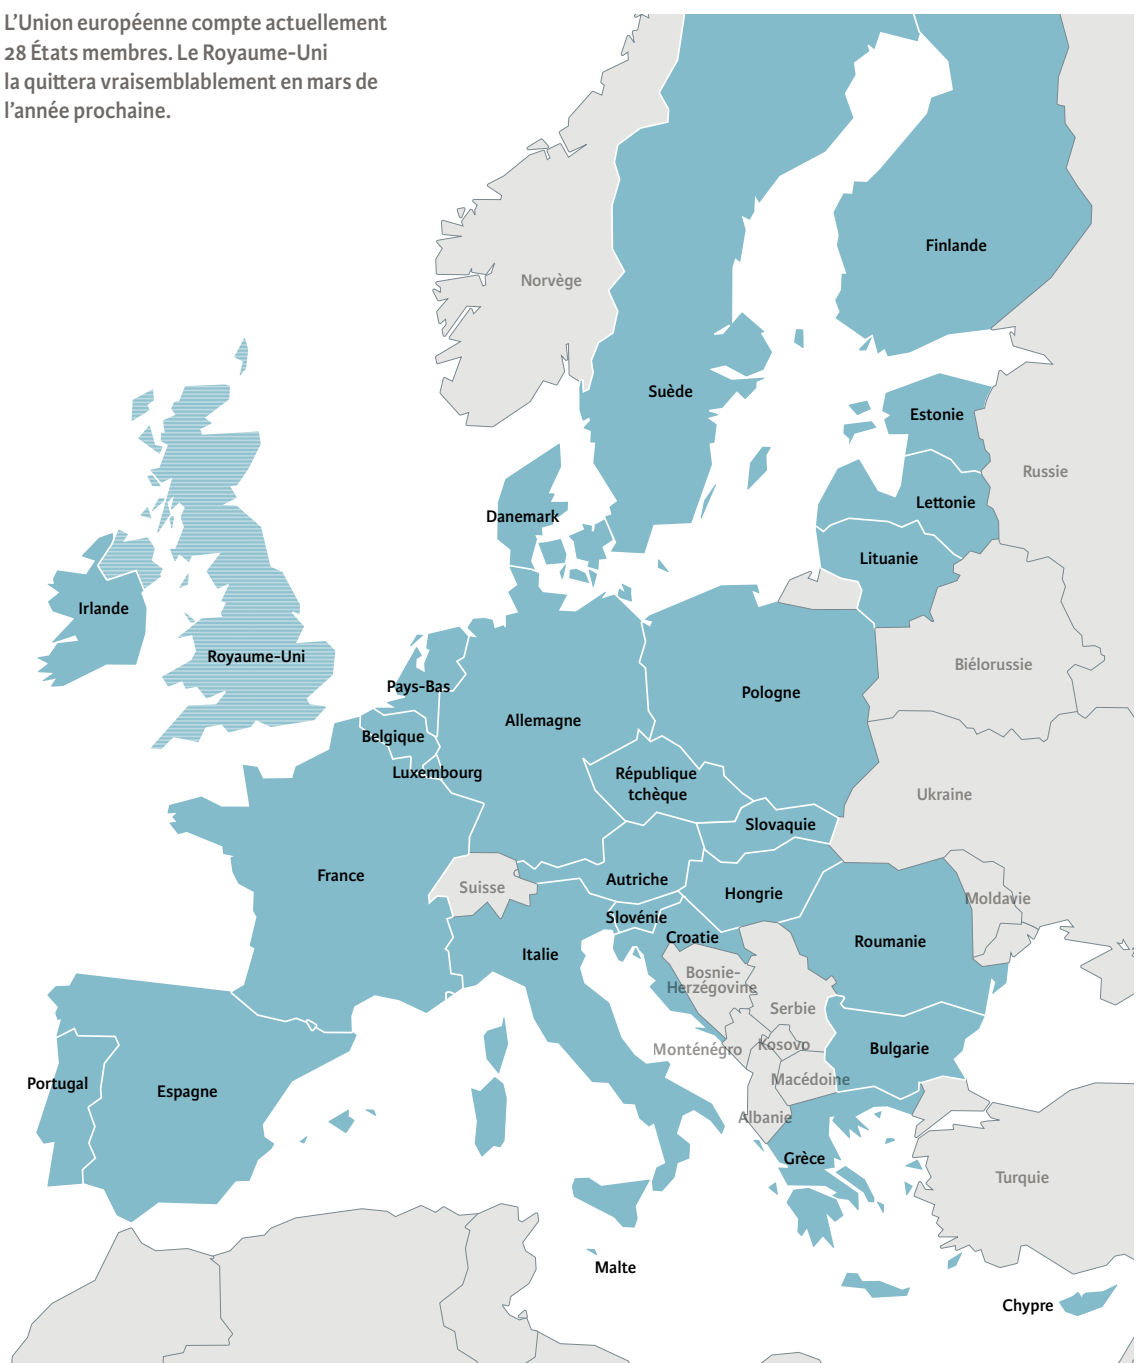 L’Union européenne compte actuellement
28 États membres. Le Royaume-Uni
la quittera vraisemblablement en mars de
l’année prochaine.
Finlande
Norvège
Suède
Estonie
Russie
Lettonie
Danemark
Lituanie
Irlande
Royaume-Uni
Biélorussie
Pays-Bas
Pologne
Allemagne
Belgique
Luxembourg
République
tchèque
Ukraine
Slovaquie
France
Suisse
Autriche
Hongrie
Moldavie
Slovénie
Croatie
Roumanie
Italie
Bosnie-
Herzégovine
Serbie
Monténégro
Kosovo
Bulgarie
Portugal
Espagne
Macédoine
Albanie
Grèce
Turquie
Malte
Chypre